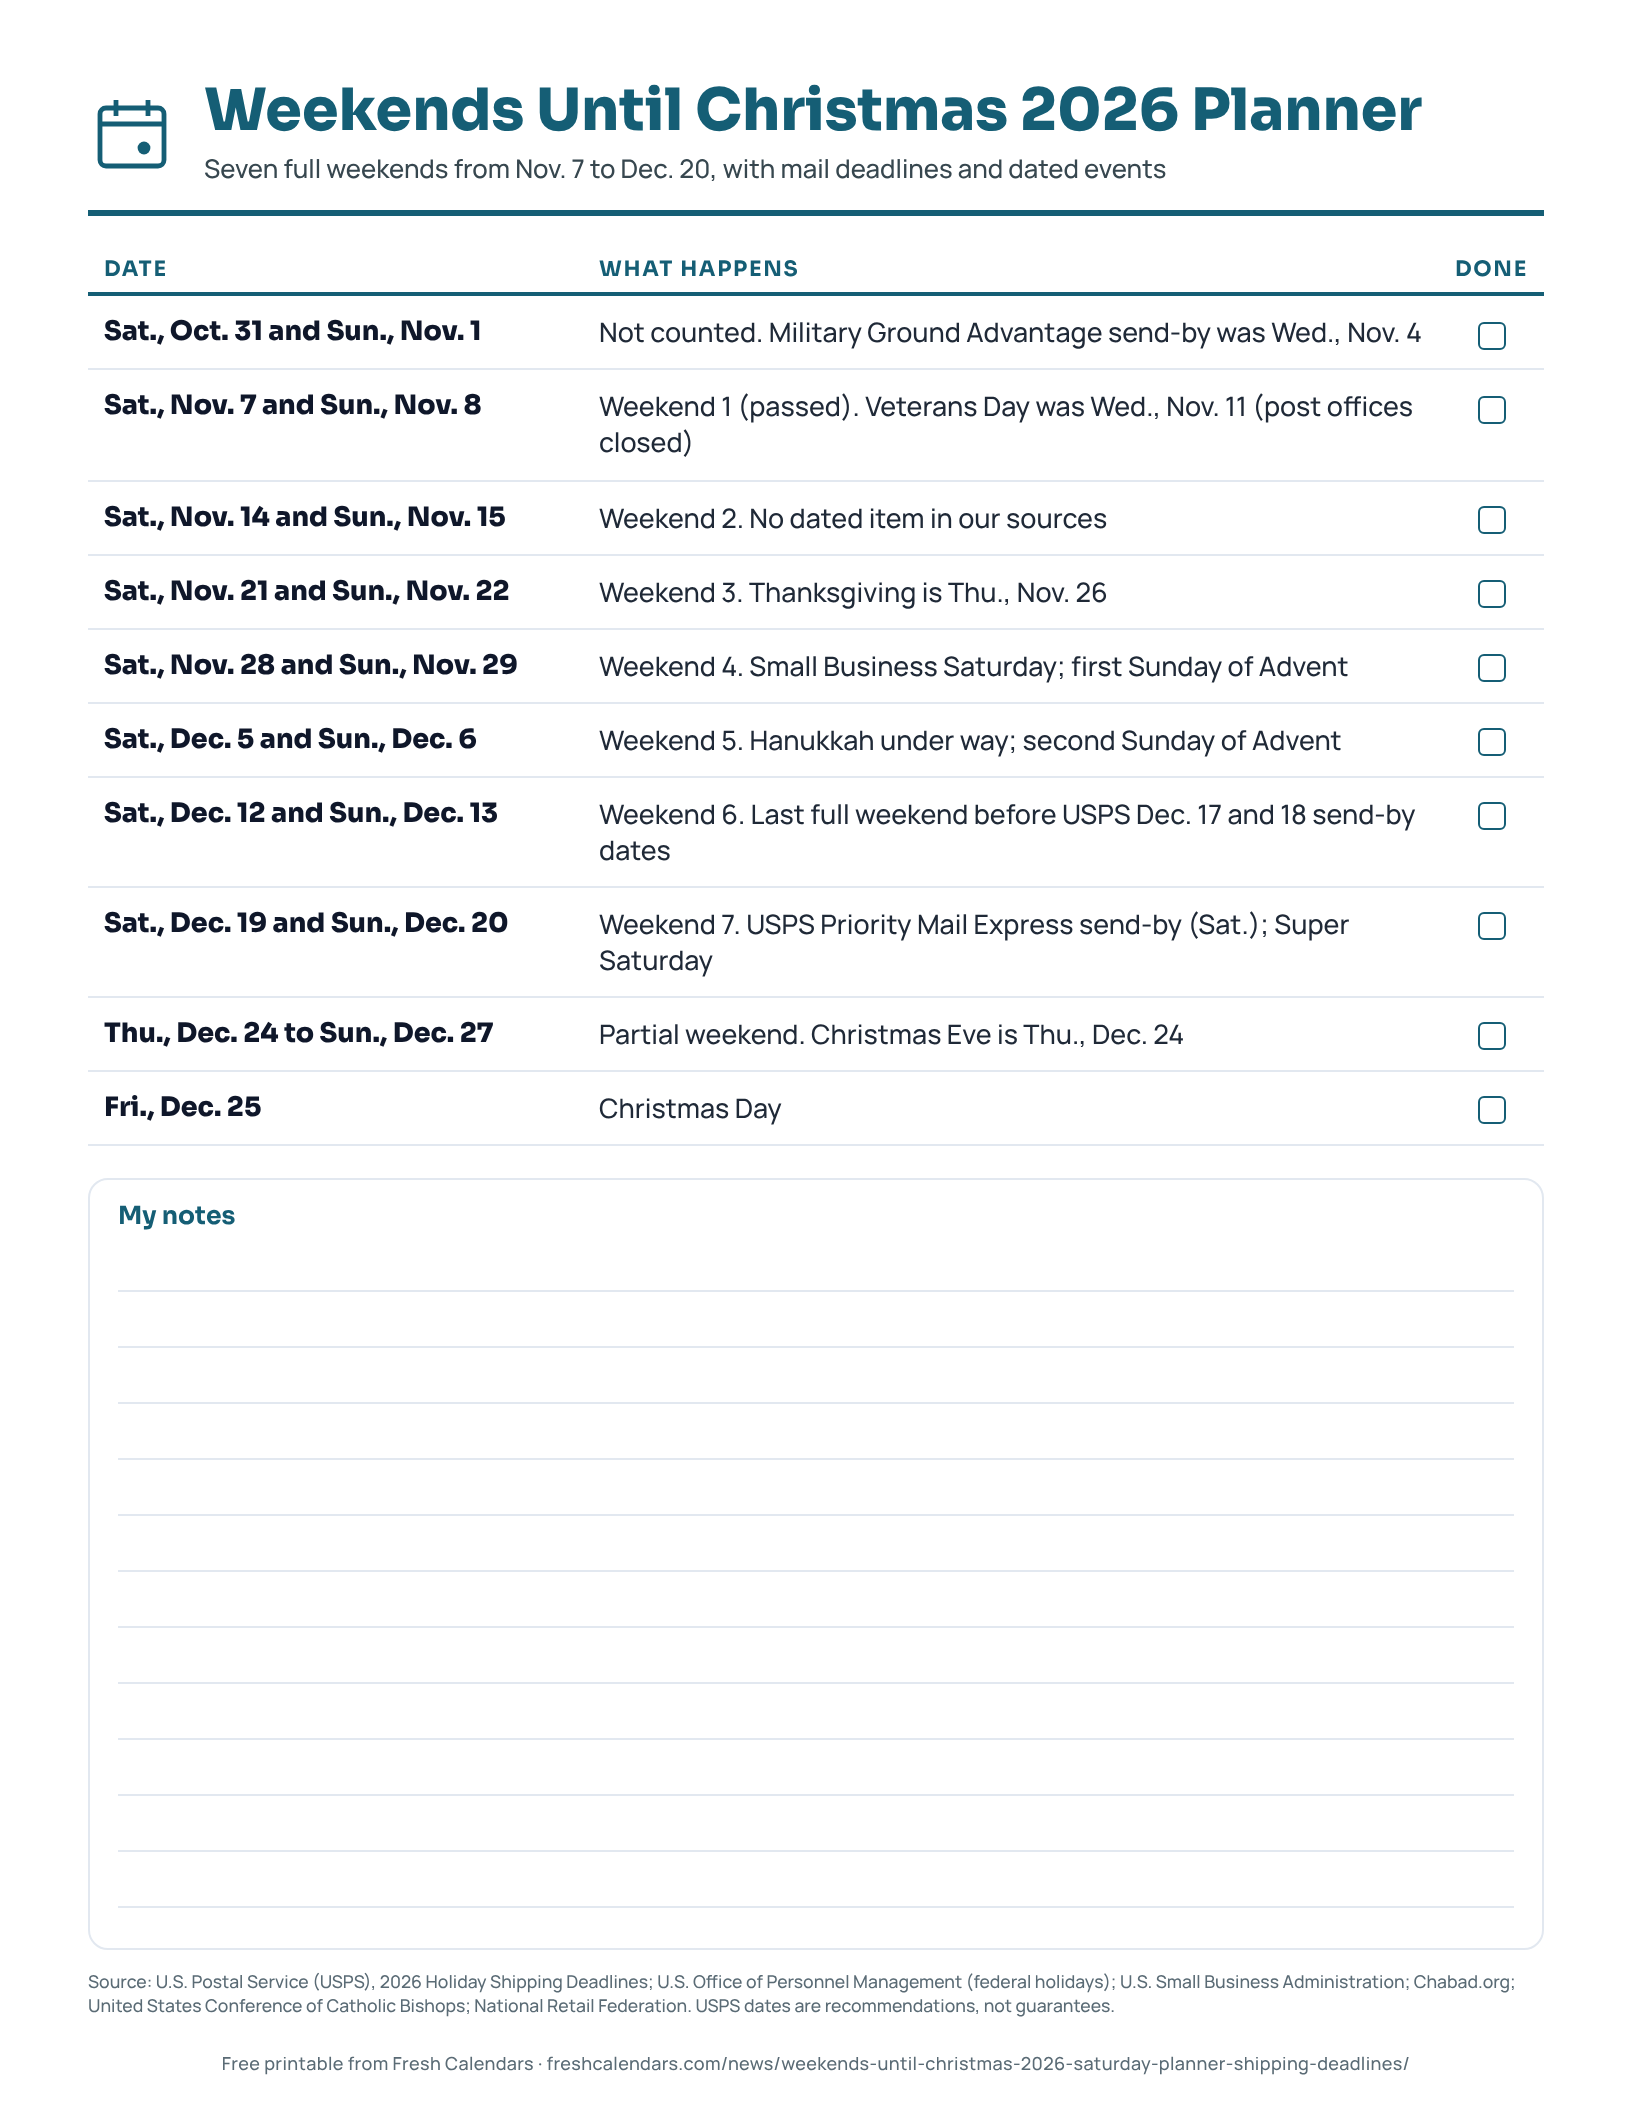 Weekends Until Christmas 2026 Planner
Seven full weekends from Nov. 7 to Dec. 20, with mail deadlines and dated events
DATE WHAT HAPPENS DONE
Sat., Oct. 31 and Sun., Nov. 1 Not counted. Military Ground Advantage send-by was Wed., Nov. 4
Sat., Nov. 7 and Sun., Nov. 8 Weekend 1 (passed). Veterans Day was Wed., Nov. 11 (post offices
closed)
Sat., Nov. 14 and Sun., Nov. 15 Weekend 2. No dated item in our sources
Sat., Nov. 21 and Sun., Nov. 22 Weekend 3. Thanksgiving is Thu., Nov. 26
Sat., Nov. 28 and Sun., Nov. 29 Weekend 4. Small Business Saturday; first Sunday of Advent
Sat., Dec. 5 and Sun., Dec. 6 Weekend 5. Hanukkah under way; second Sunday of Advent
Sat., Dec. 12 and Sun., Dec. 13 Weekend 6. Last full weekend before USPS Dec. 17 and 18 send-by
dates
Sat., Dec. 19 and Sun., Dec. 20 Weekend 7. USPS Priority Mail Express send-by (Sat.); Super
Saturday
Thu., Dec. 24 to Sun., Dec. 27 Partial weekend. Christmas Eve is Thu., Dec. 24
Fri., Dec. 25 Christmas Day
My notes
Source: U.S. Postal Service (USPS), 2026 Holiday Shipping Deadlines; U.S. Office of Personnel Management (federal holidays); U.S. Small Business Administration; Chabad.org;
United States Conference of Catholic Bishops; National Retail Federation. USPS dates are recommendations, not guarantees.
Free printable from Fresh Calendars · freshcalendars.com/news/weekends-until-christmas-2026-saturday-planner-shipping-deadlines/